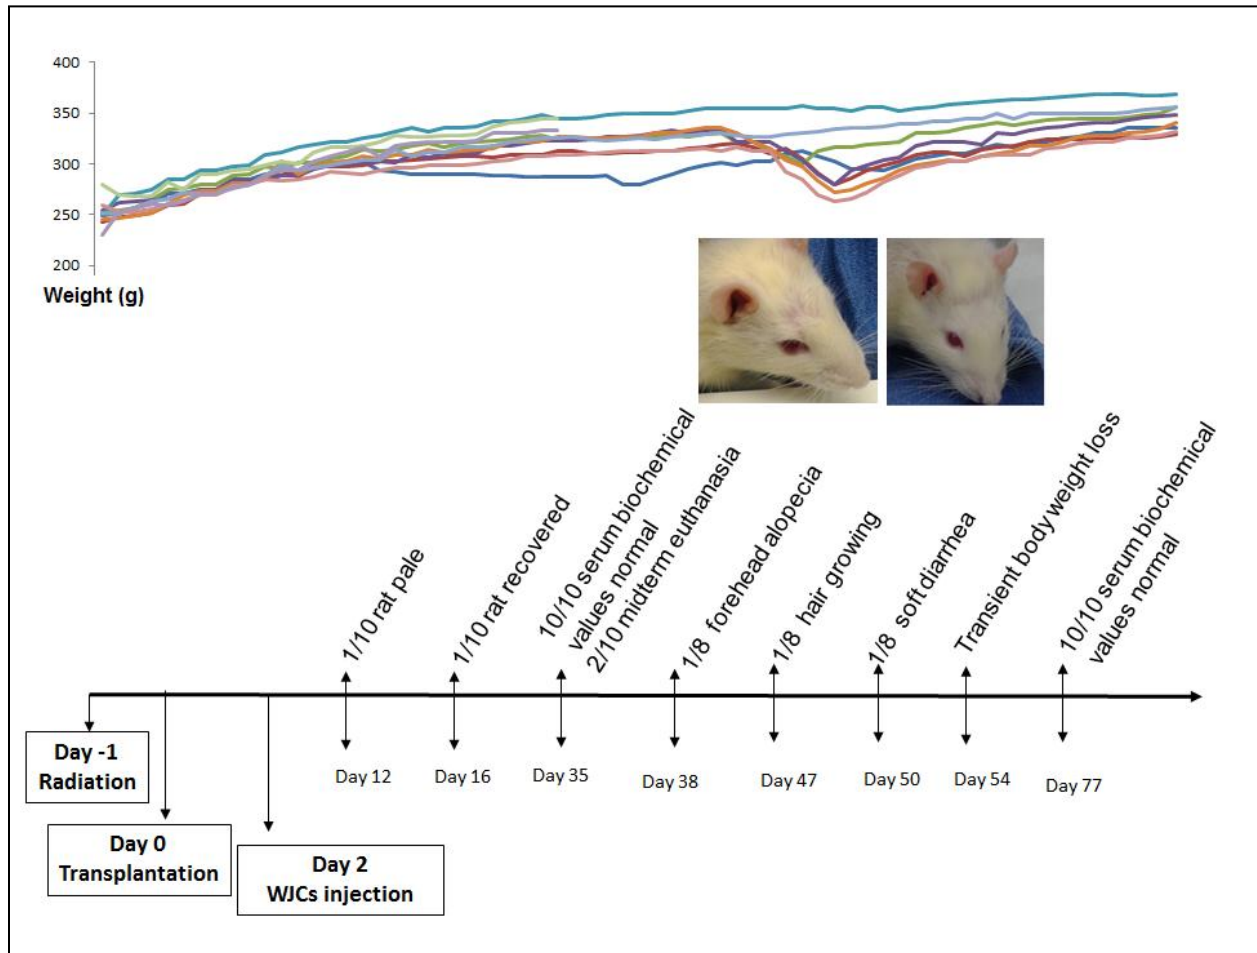 400
350
300
250
200
Weight (g)
1/10 rat pale
1/10 rat recovered
10/10 serum biochemical
values normal
2/10 midterm euthanasia
1/8 forehead alopecia
1/8 hair growing
1/8 soft diarrhea
Transient body weight loss
10/10 serum biochemical
values normal
Day -1
Radiation
Day 0
Transplantation
Day 2
WJCs injection
Day 12
Day 16
Day 35
Day 38
Day 47
Day 50
Day 54
Day 77